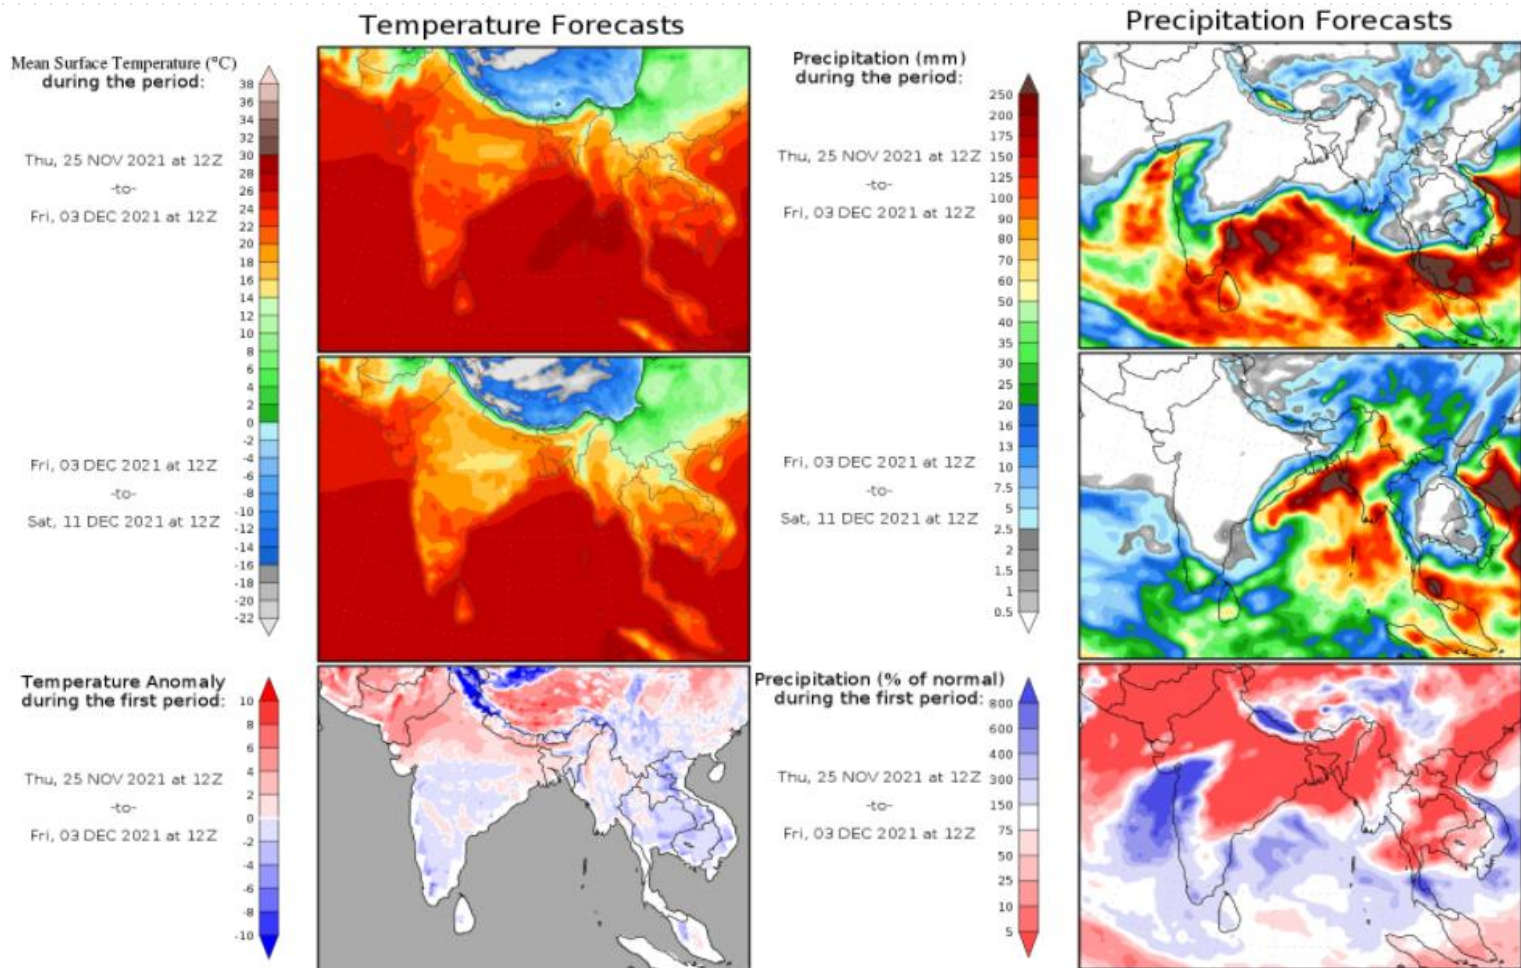 Temperature Forecasts
Precipitation Forecasts
Mean Surface Temperature (°C)
during the period:
38
36
34
32
30
28
26
24
22
20
18
16
14
12
10
8
6
4
2
0
-2
-4
-6
-8
-10
-12
-14
-16
-18
-20
-22
Thu, 25 NOV 2021 at 12Z
-to-
Fri, 03 DEC 2021 at 12Z
Fri, 03 DEC 2021 at 12Z
-to-
Sat, 11 DEC 2021 at 12Z
Precipitation (mm)
during the period:
250
200
175
150
125
100
90
80
70
60
50
40
35
30
25
20
16
13
10
7.5
5
2.5
2
1.5
1
0.5
Thu, 25 NOV 2021 at 12Z
-to-
Fri, 03 DEC 2021 at 12Z
Fri, 03 DEC 2021 at 12Z
-to-
Sat, 11 DEC 2021 at 12Z
Temperature Anomaly
during the first period:
10
8
6
4
2
0
-2
-4
-6
-8
-10
Thu, 25 NOV 2021 at 12Z
-to-
Fri, 03 DEC 2021 at 12Z
Precipitation (% of normal)
during the first period:
800
600
400
300
150
75
50
25
10
5
Thu, 25 NOV 2021 at 12Z
-to-
Fri, 03 DEC 2021 at 12Z